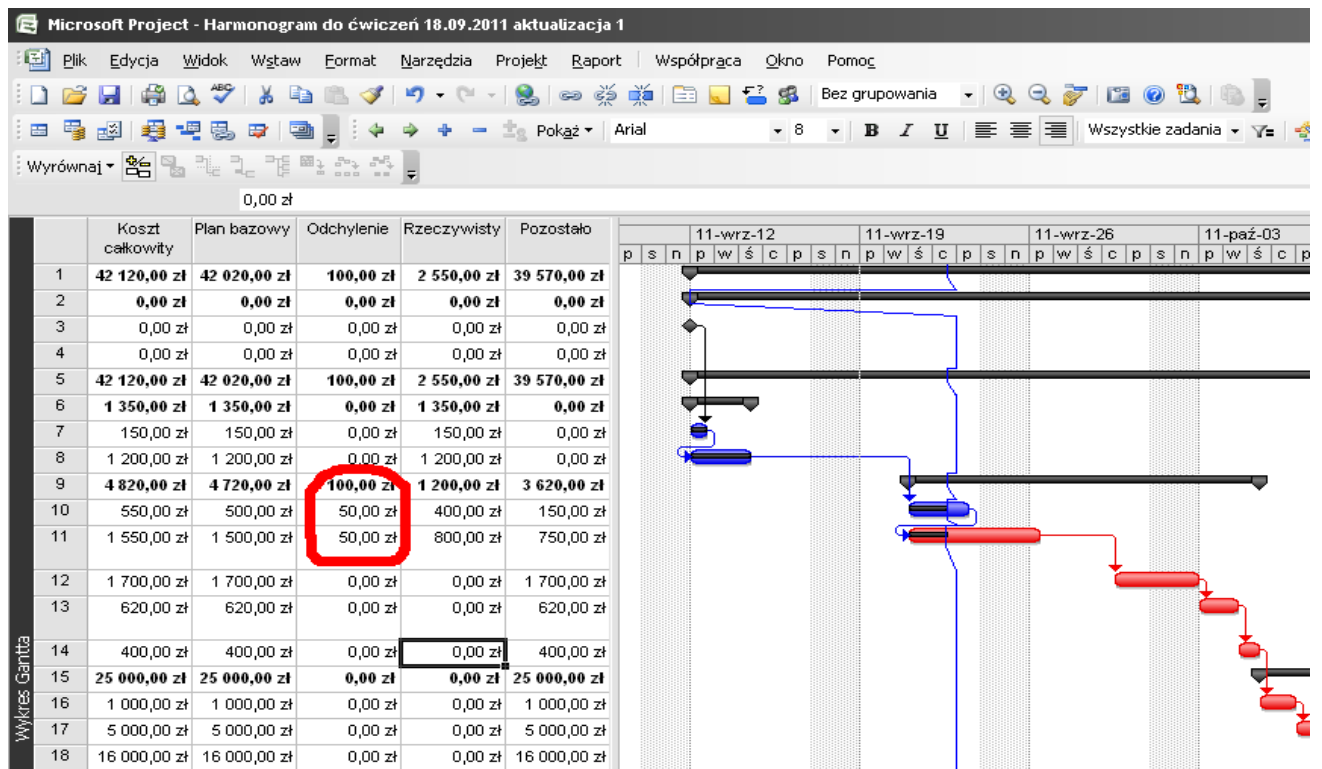 Microsoft Project - Harmonogram do ćwiczeń 18.09.2011 aktualizacja 1
Plik Edycja Widok Wstaw Format Narzędzia Projekt Raport Współpraca Okno Pomoc
ABC Bez grupowania
Pokaż Arial 8 B I U Wszystkie zadania
Wyrównaj
0,00 zł
Koszt całkowity Plan bazowy Odchylenie Rzeczywisty Pozostało
11-wrz-12 11-wrz-19 11-wrz-26 11-paź-03
p s n p w ś c p s n p w ś c p s n p w ś c p s n p w ś c p
1 42 120,00 zł 42 020,00 zł 100,00 zł 2 550,00 zł 39 570,00 zł
2 0,00 zł 0,00 zł 0,00 zł 0,00 zł 0,00 zł
3 0,00 zł 0,00 zł 0,00 zł 0,00 zł 0,00 zł
4 0,00 zł 0,00 zł 0,00 zł 0,00 zł 0,00 zł
5 42 120,00 zł 42 020,00 zł 100,00 zł 2 550,00 zł 39 570,00 zł
6 1 350,00 zł 1 350,00 zł 0,00 zł 1 350,00 zł 0,00 zł
7 150,00 zł 150,00 zł 0,00 zł 150,00 zł 0,00 zł
8 1 200,00 zł 1 200,00 zł 0,00 zł 1 200,00 zł 0,00 zł
9 4 820,00 zł 4 720,00 zł 100,00 zł 1 200,00 zł 3 620,00 zł
10 550,00 zł 500,00 zł 50,00 zł 400,00 zł 150,00 zł
11 1 550,00 zł 1 500,00 zł 50,00 zł 800,00 zł 750,00 zł
12 1 700,00 zł 1 700,00 zł 0,00 zł 0,00 zł 1 700,00 zł
13 620,00 zł 620,00 zł 0,00 zł 0,00 zł 620,00 zł
14 400,00 zł 400,00 zł 0,00 zł 0,00 zł 400,00 zł
15 25 000,00 zł 25 000,00 zł 0,00 zł 0,00 zł 25 000,00 zł
16 1 000,00 zł 1 000,00 zł 0,00 zł 0,00 zł 1 000,00 zł
17 5 000,00 zł 5 000,00 zł 0,00 zł 0,00 zł 5 000,00 zł
18 16 000,00 zł 16 000,00 zł 0,00 zł 0,00 zł 16 000,00 zł
Wykres Gantta